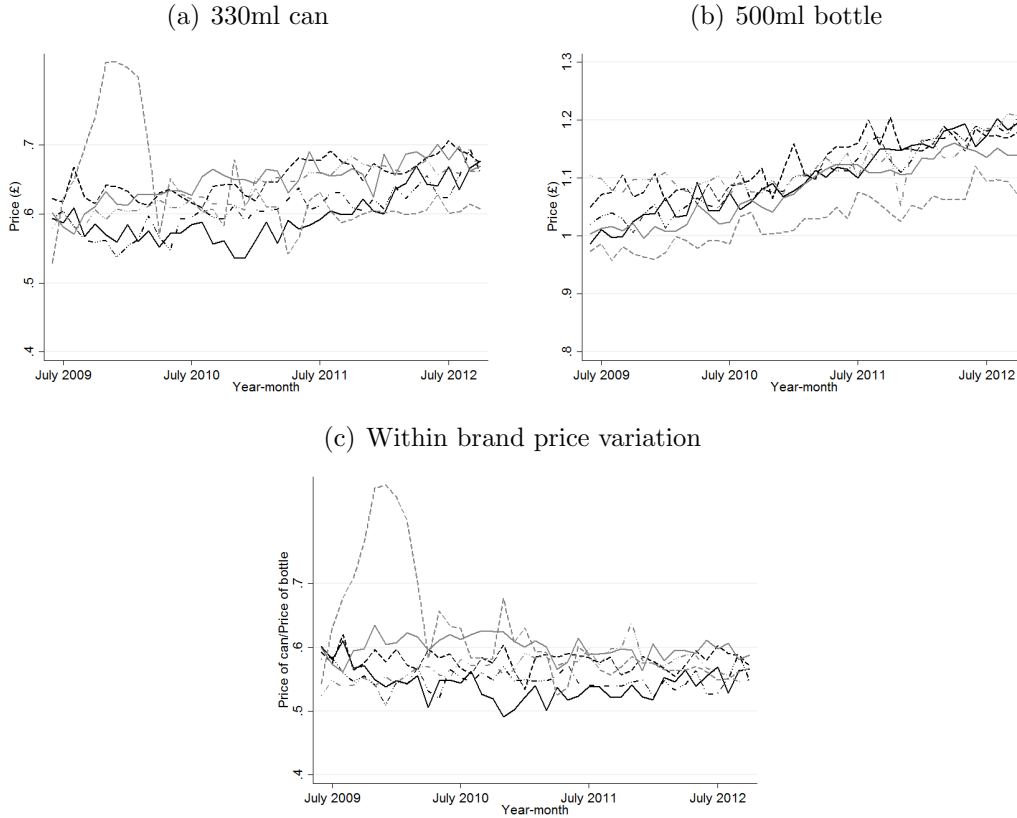 (a) 330ml can
Price (£)
.7
.6
.5
.4
July 2009 July 2010 July 2011 July 2012
Year-month
(b) 500ml bottle
Price (£)
1.3
1.2
1.1
1
.9
.8
July 2009 July 2010 July 2011 July 2012
Year-month
(c) Within brand price variation
Price of can/Price of bottle
.7
.6
.5
.4
July 2009 July 2010 July 2011 July 2012
Year-month